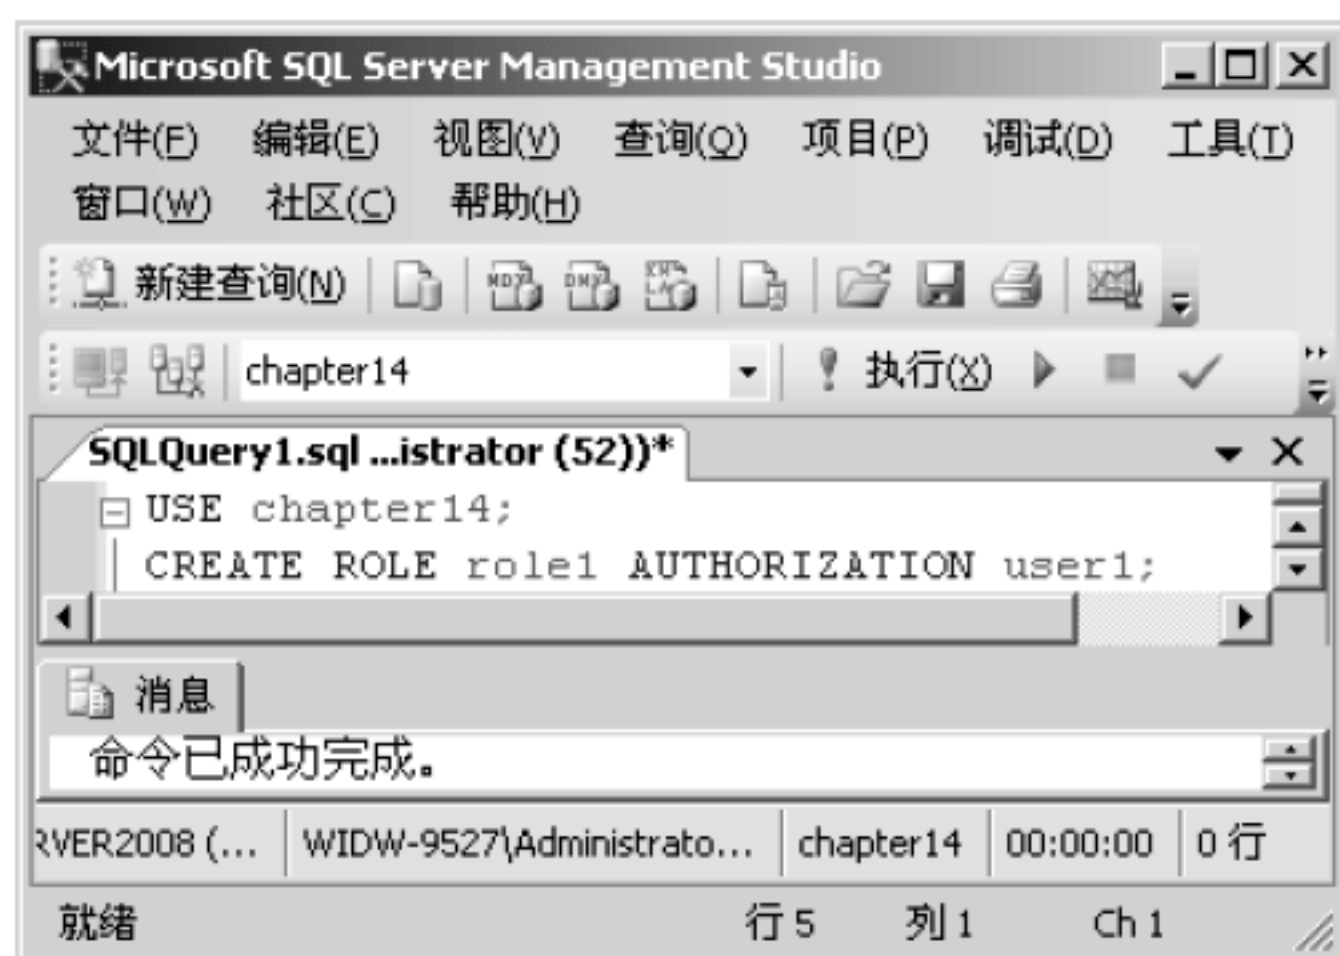 Microsoft SQL Server Management Studio
文件(F) 编辑(E) 视图(V) 查询(Q) 项目(P) 调试(D) 工具(T)
窗口(W) 社区(C) 帮助(H)
新建查询(N)
chapter14 执行(X)
SQLQuery1.sql ...istrator (52))*
USE chapter14;
CREATE ROLE role1 AUTHORIZATION user1;
消息
命令已成功完成。
RVER2008 (... WIDW-9527\Administrato... chapter14 00:00:00 0 行
就绪 行 5 列 1 Ch 1